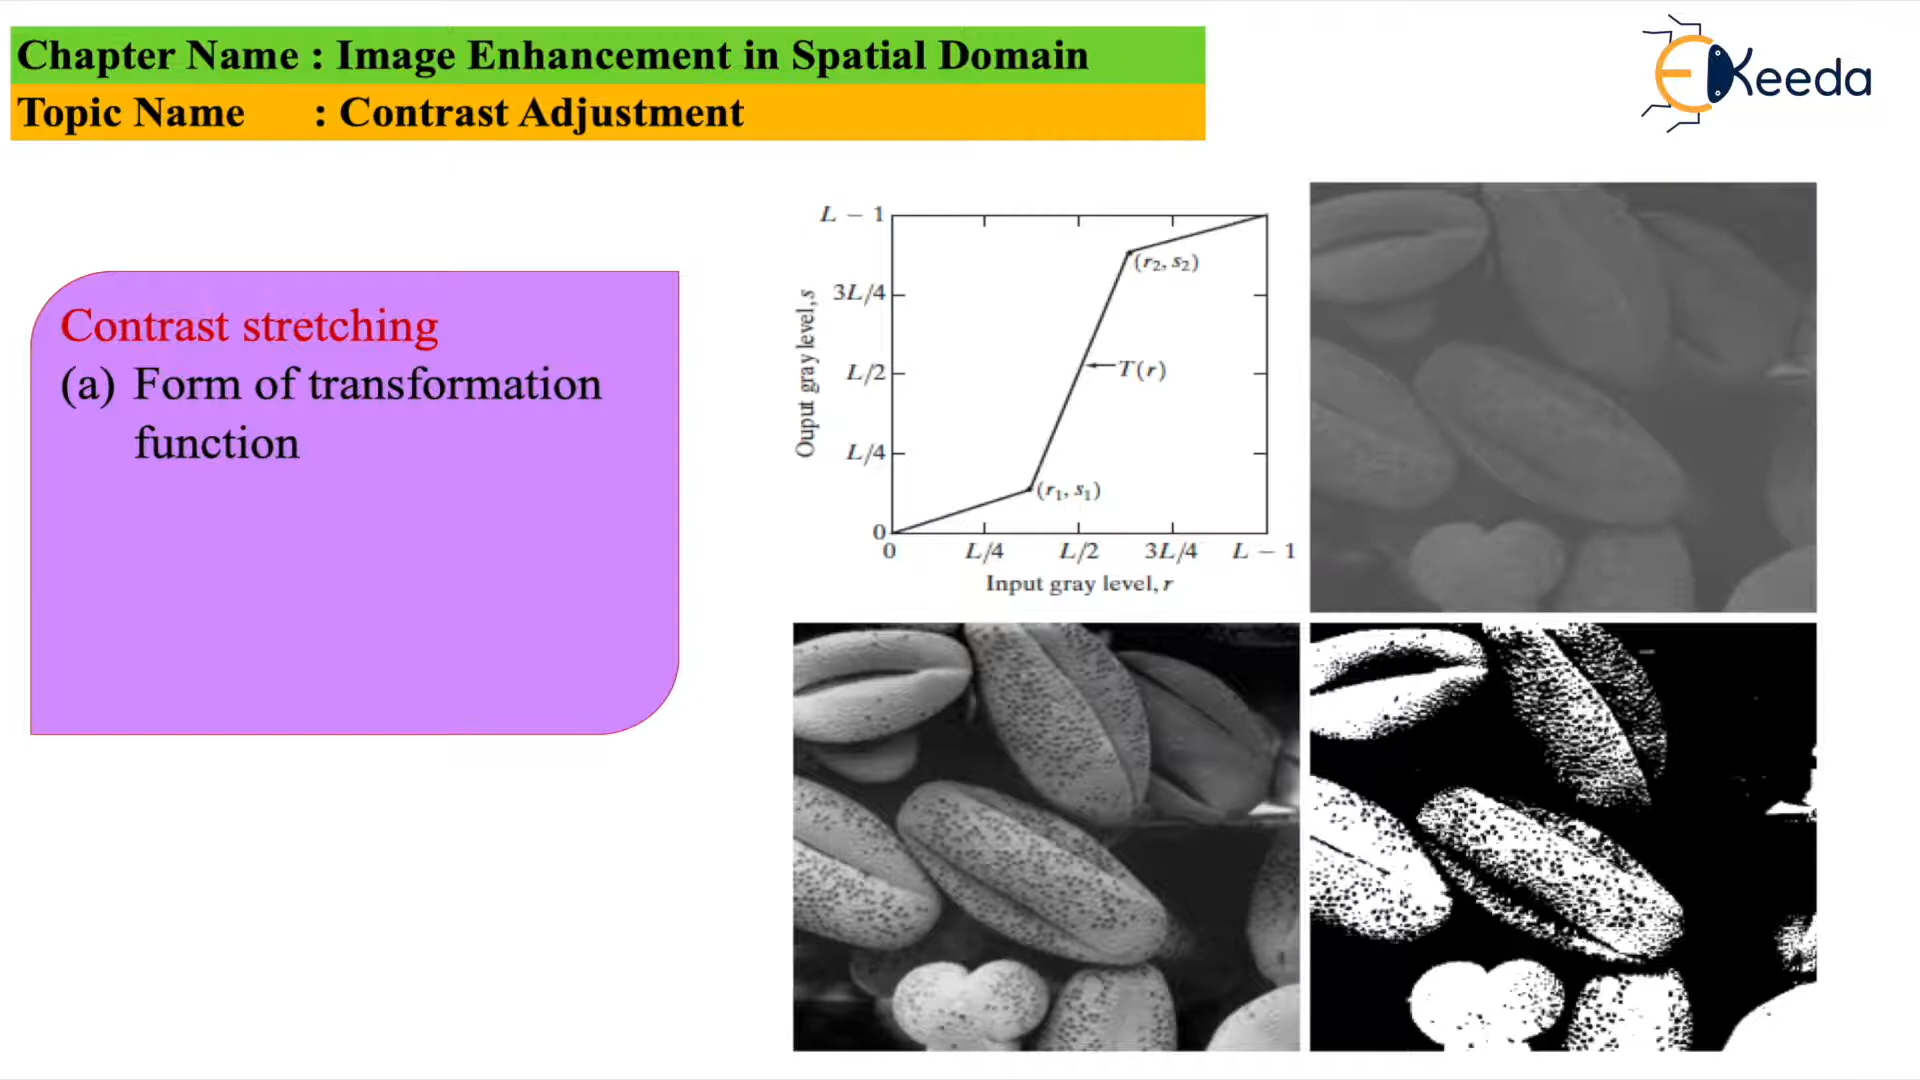 Chapter Name : Image Enhancement in Spatial Domain
Topic Name : Contrast Adjustment
EKeeda
Contrast stretching
(a) Form of transformation
function
L − 1
3L/4
L/2
L/4
0
Ouput gray level, s
(r2, s2)
T(r)
(r1, s1)
0 L/4 L/2 3L/4 L − 1
Input gray level, r